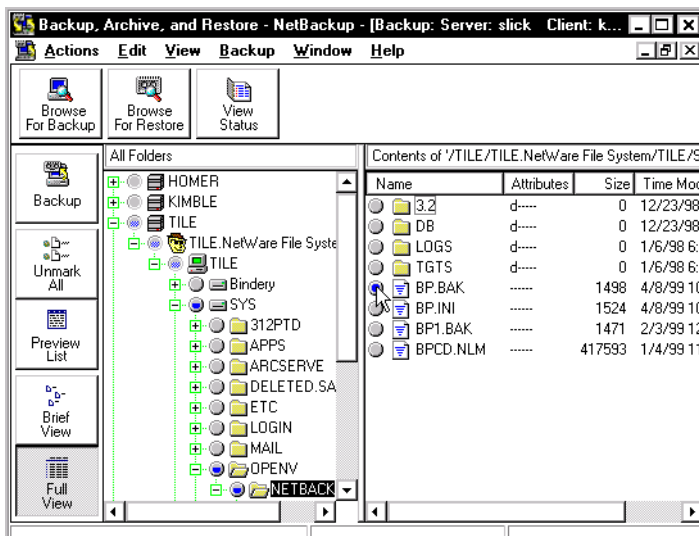 Backup, Archive, and Restore - NetBackup - [Backup: Server: slick Client: k...
Actions Edit View Backup Window Help
Browse For Backup
Browse For Restore
View Status
Backup
Unmark All
Preview List
Brief View
Full View
All Folders
HOMER
KIMBLE
TILE
TILE.NetWare File Syste
TILE
Bindery
SYS
312PTD
APPS
ARCSERVE
DELETED.SA
ETC
LOGIN
MAIL
OPENV
NETBACK
Contents of '/TILE/TILE.NetWare File System/TILE/S
Name Attributes Size Time Moc
3.2 d----- 0 12/23/98
DB d----- 0 12/23/98
LOGS d----- 0 1/6/98 6:
TGTS d----- 0 1/6/98 6:
BP.BAK ------ 1498 4/8/99 10
BP.INI ------ 1524 4/8/99 10
BP1.BAK ------ 1471 2/3/99 12
BPCD.NLM ------ 417593 1/4/99 11